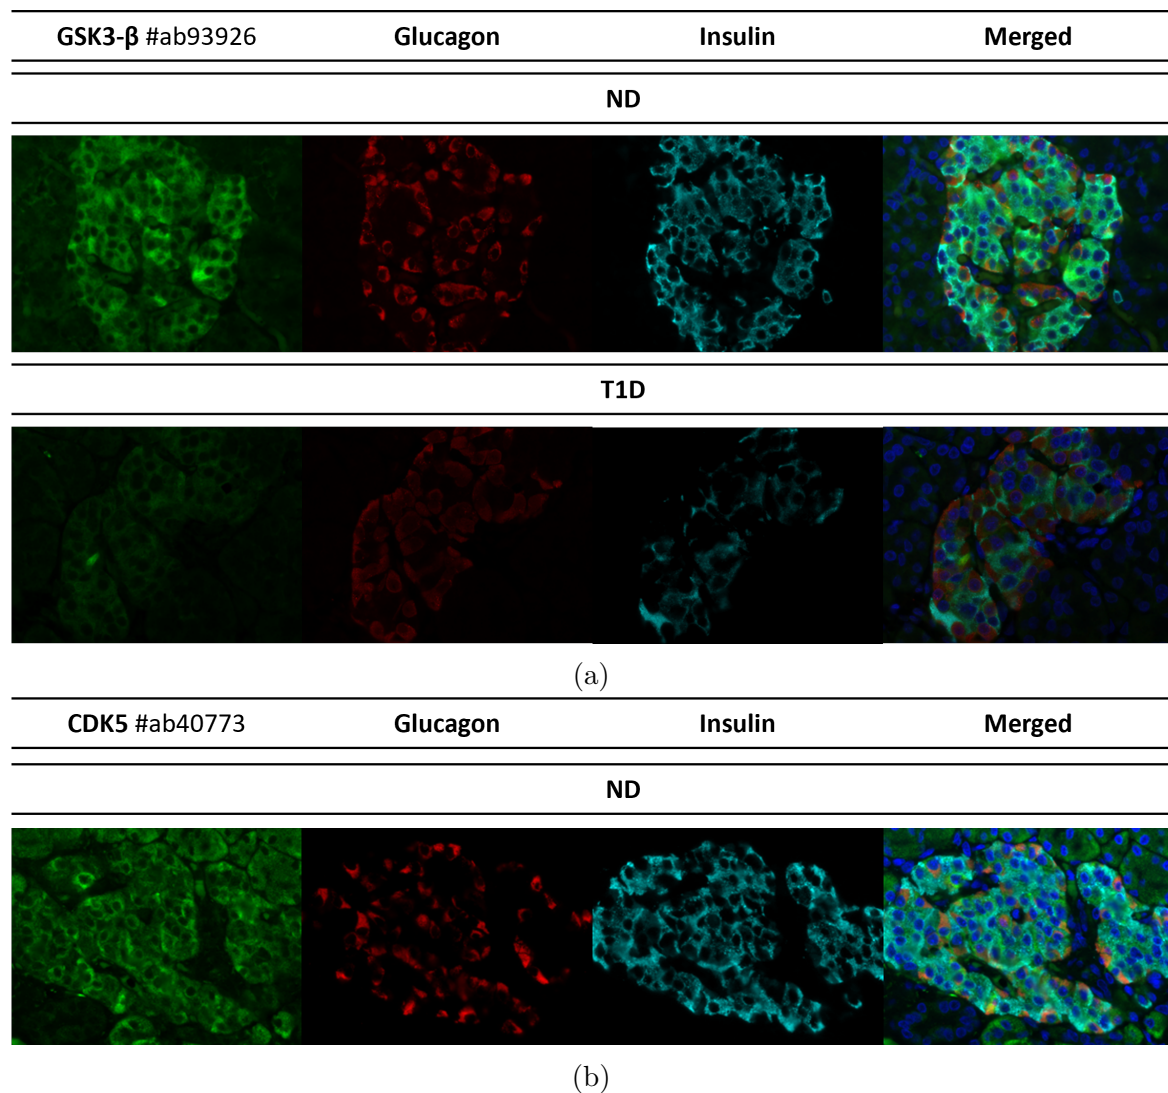 GSK3-β #ab93926 Glucagon Insulin Merged
ND
T1D
(a)
CDK5 #ab40773 Glucagon Insulin Merged
ND
(b)